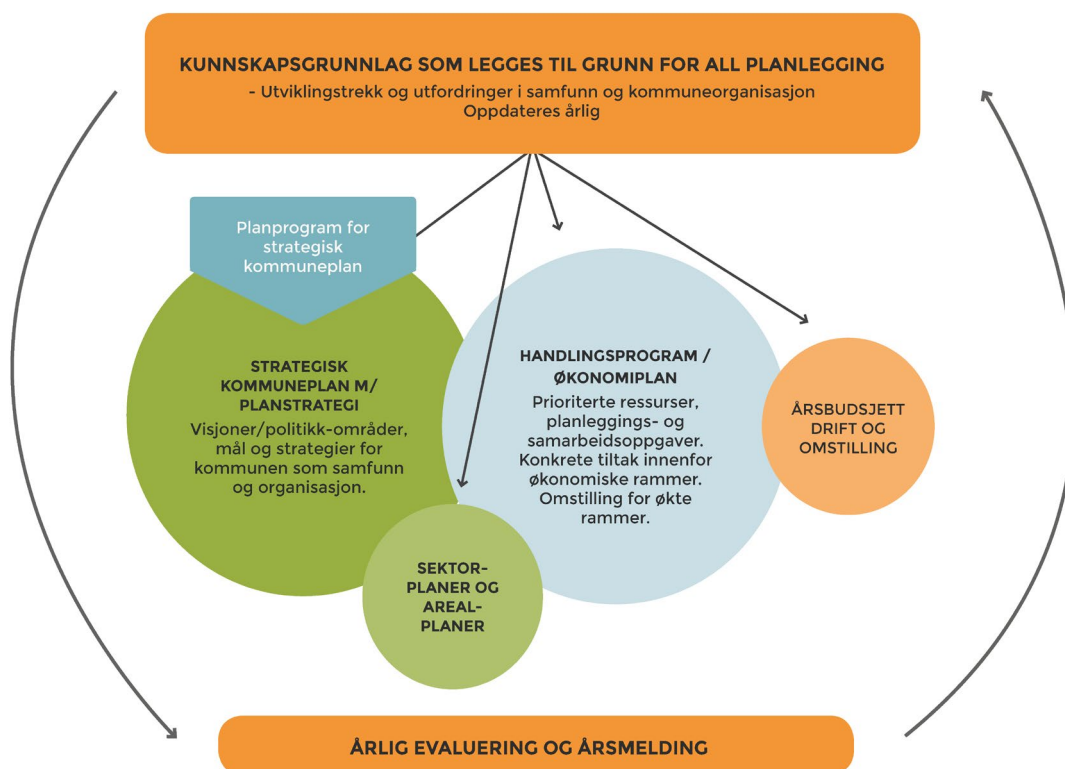 KUNNSKAPSGRUNNLAG SOM LEGGES TIL GRUNN FOR ALL PLANLEGGING
- Utviklingstrekk og utfordringer i samfunn og kommuneorganisasjon
Oppdateres årlig
Planprogram for
strategisk
kommuneplan
STRATEGISK
KOMMUNEPLAN M/
PLANSTRATEGI
Visjoner/politikk-områder,
mål og strategier for
kommunen som samfunn
og organisasjon.
HANDLINGSPROGRAM /
ØKONOMIPLAN
Prioriterte ressurser,
planleggings- og
samarbeidsoppgaver.
Konkrete tiltak innenfor
økonomiske rammer.
Omstilling for økte
rammer.
ÅRSBUDSJETT
DRIFT OG
OMSTILLING
SEKTOR-
PLANER OG
AREAL-
PLANER
ÅRLIG EVALUERING OG ÅRSMELDING